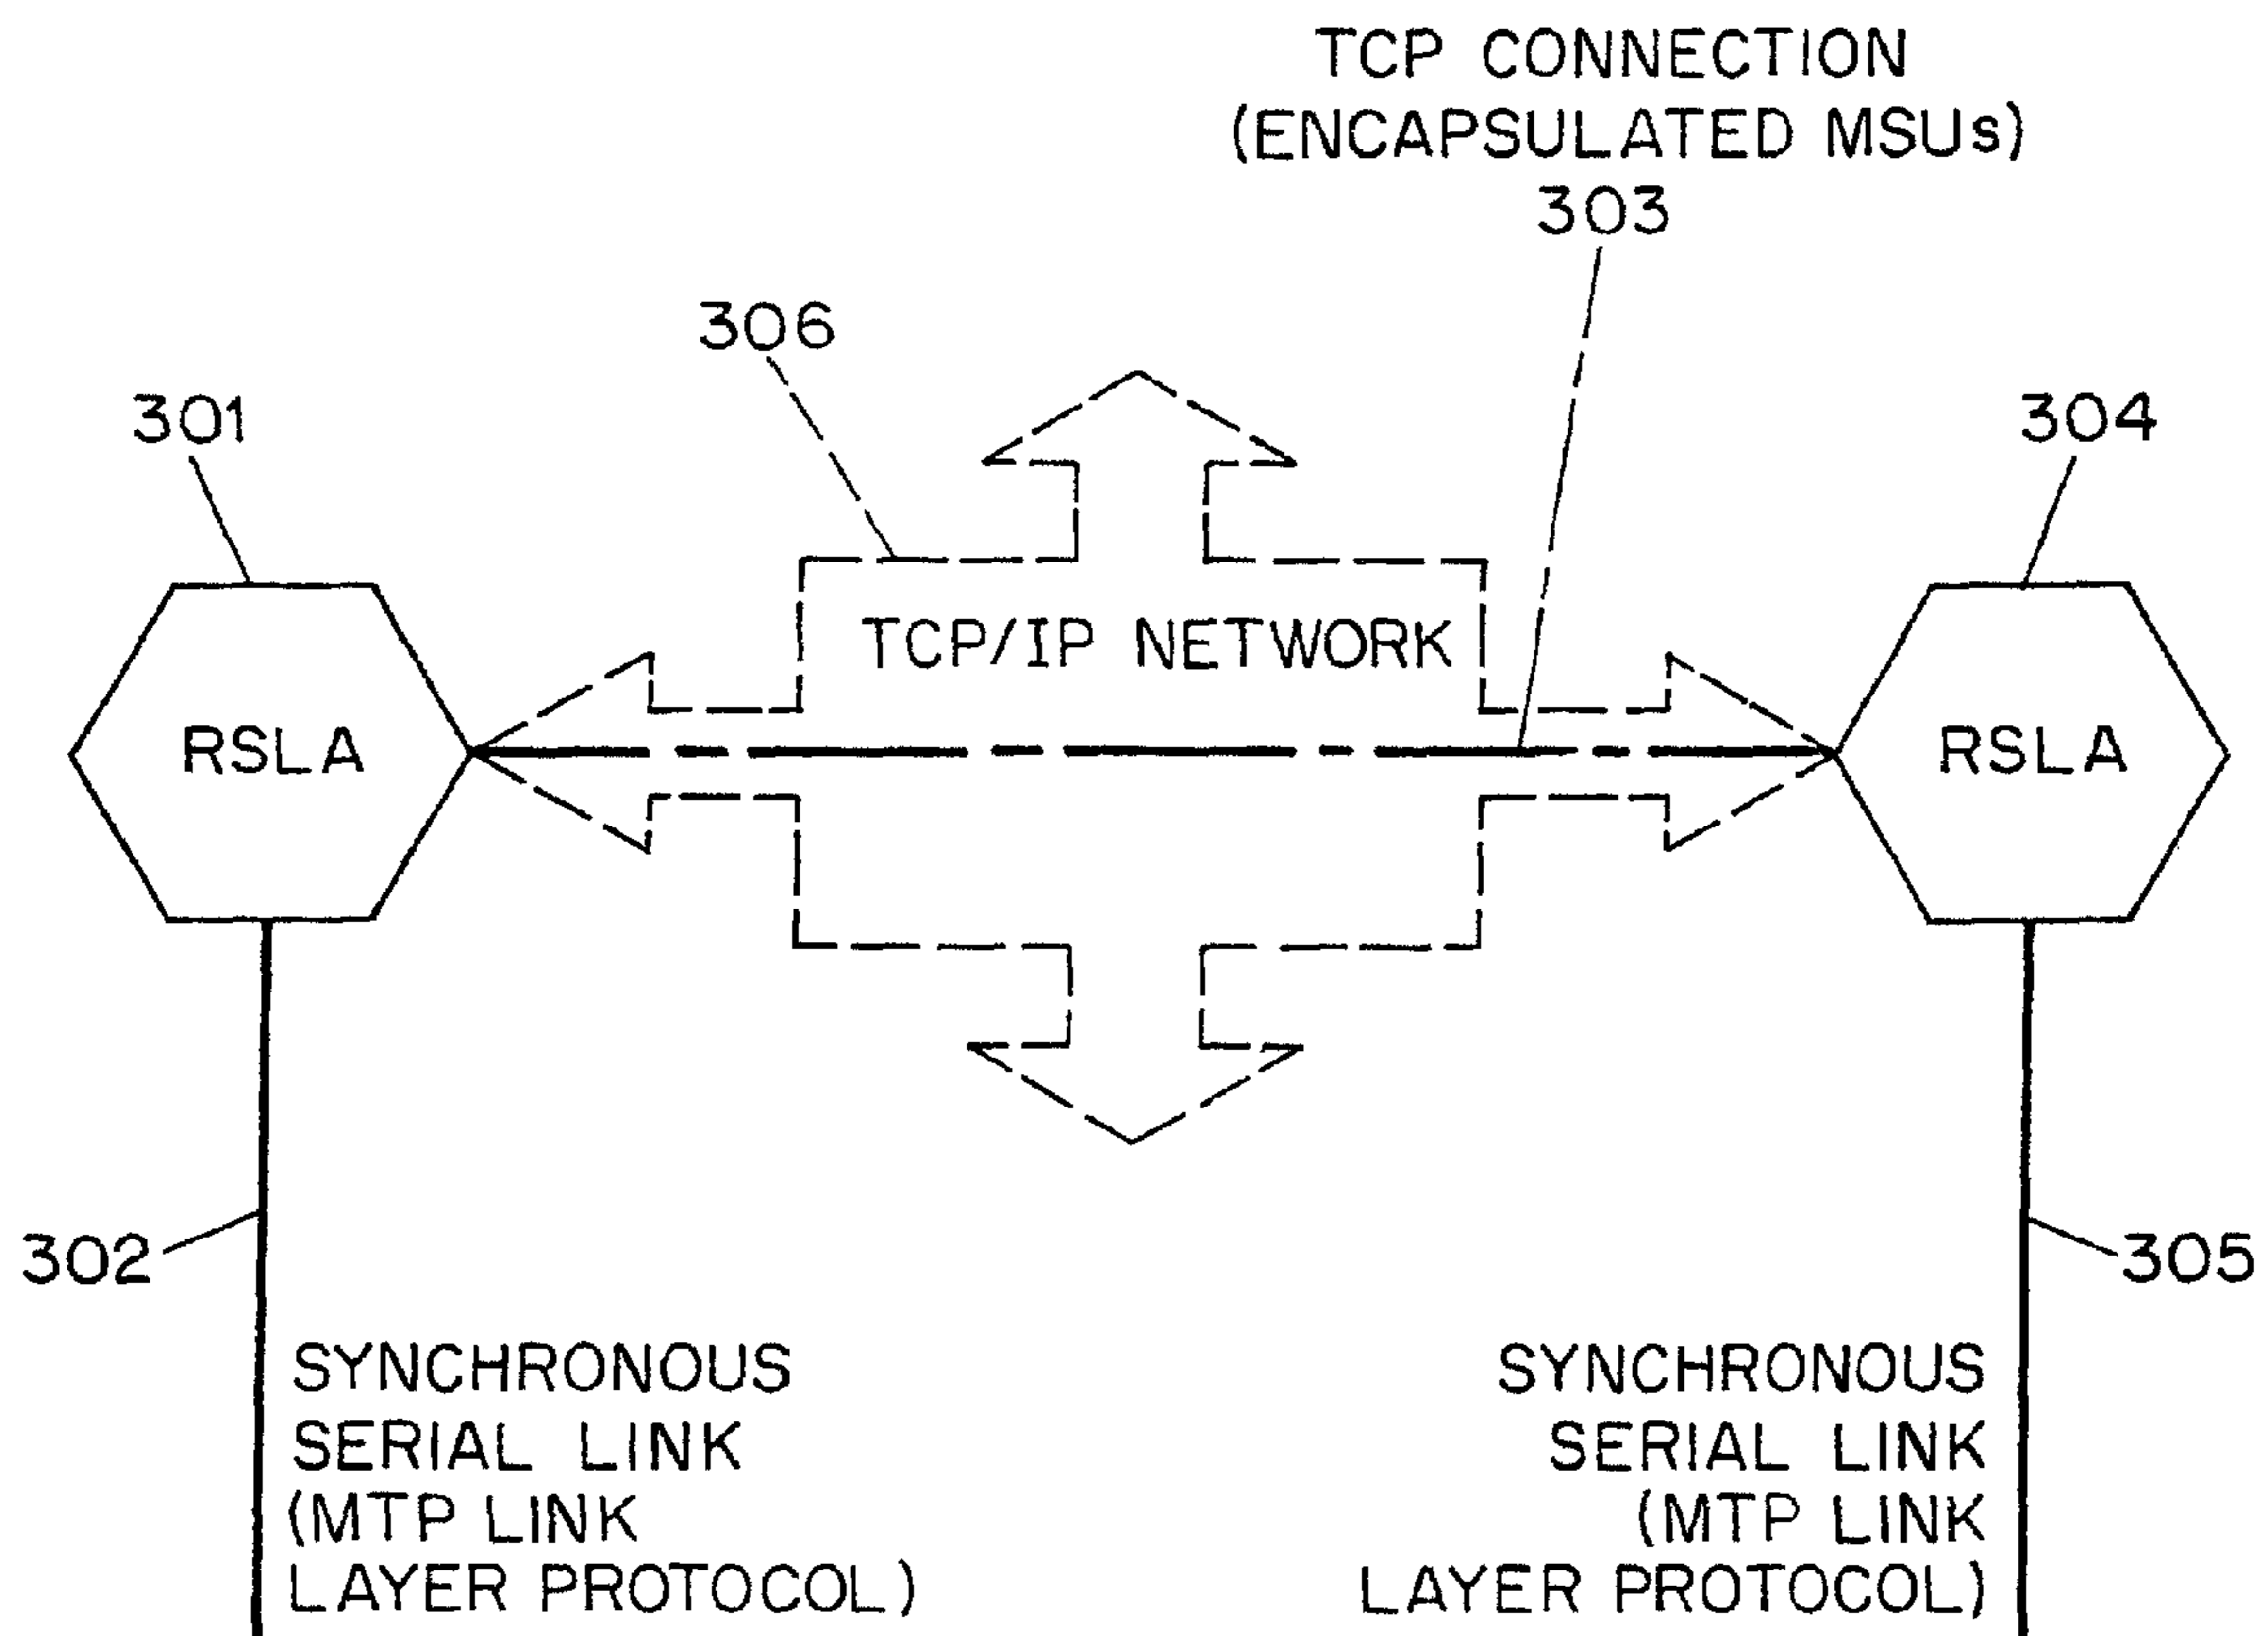 TCP CONNECTION
(ENCAPSULATED MSUs)
303
306
301
304
TCP/IP NETWORK
RSLA
RSLA
302
305
SYNCHRONOUS
SERIAL LINK
(MTP LINK
LAYER PROTOCOL)
SYNCHRONOUS
SERIAL LINK
(MTP LINK
LAYER PROTOCOL)